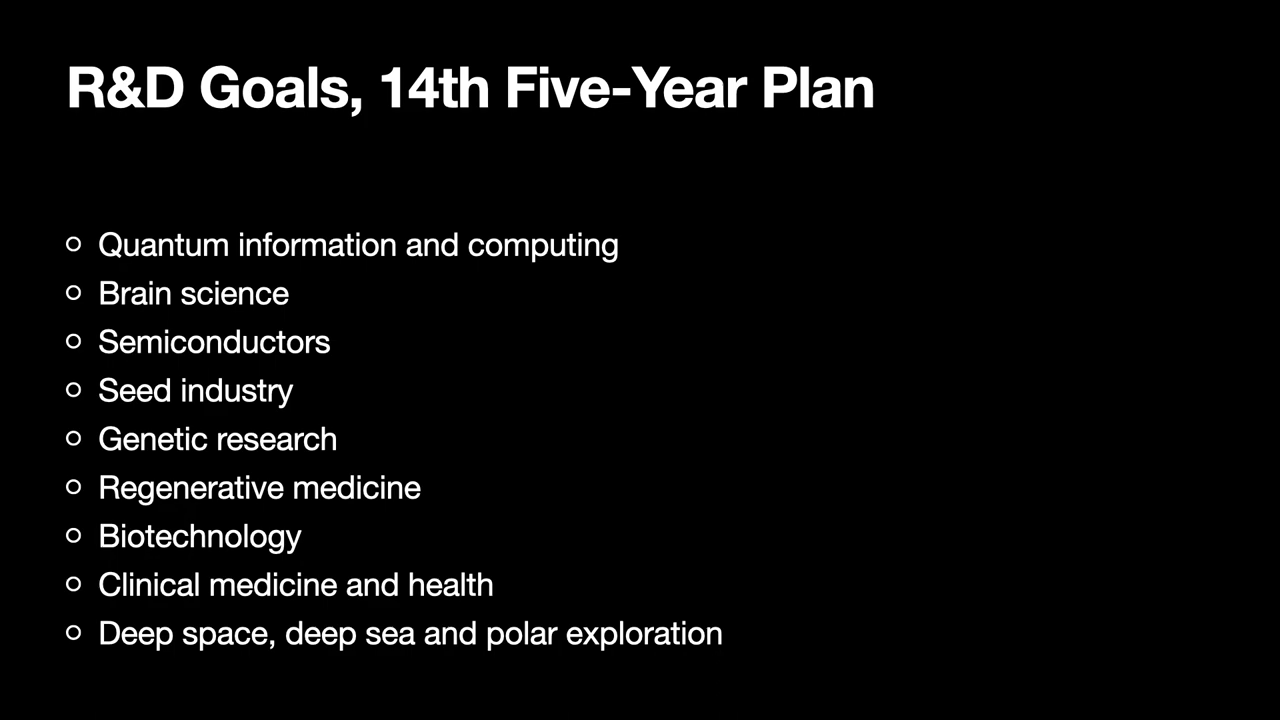 R&D Goals, 14th Five-Year Plan
Quantum information and computing
Brain science
Semiconductors
Seed industry
Genetic research
Regenerative medicine
Biotechnology
Clinical medicine and health
Deep space, deep sea and polar exploration